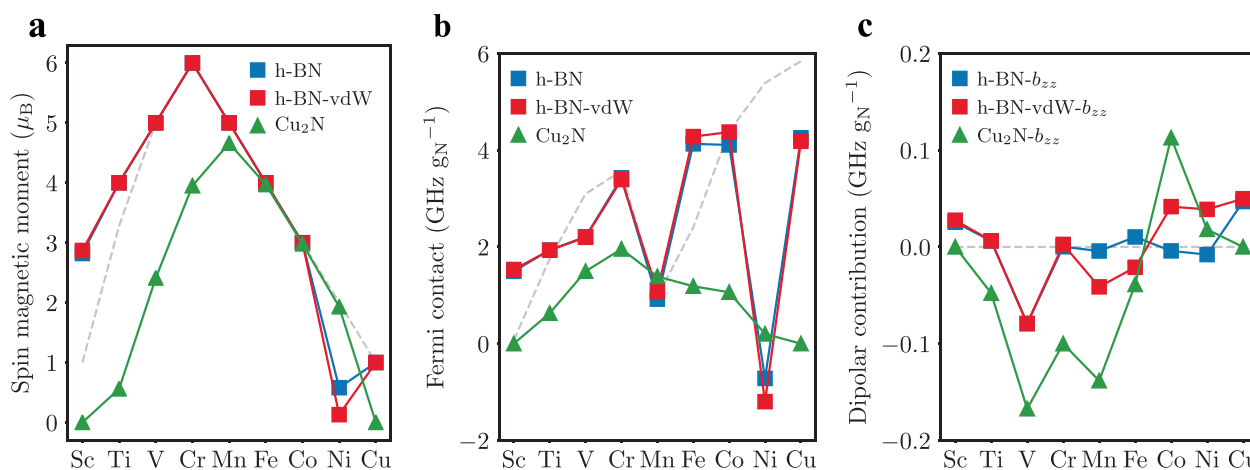 a
Spin magnetic moment (μB)
6
5
4
3
2
1
0
h-BN
h-BN-vdW
Cu₂N
Sc Ti V Cr Mn Fe Co Ni Cu
b
Fermi contact (GHz gN⁻¹)
6
4
2
0
−2
h-BN
h-BN-vdW
Cu₂N
Sc Ti V Cr Mn Fe Co Ni Cu
c
Dipolar contribution (GHz gN⁻¹)
0.2
0.1
0.0
−0.1
−0.2
h-BN-bzz
h-BN-vdW-bzz
Cu₂N-bzz
Sc Ti V Cr Mn Fe Co Ni Cu